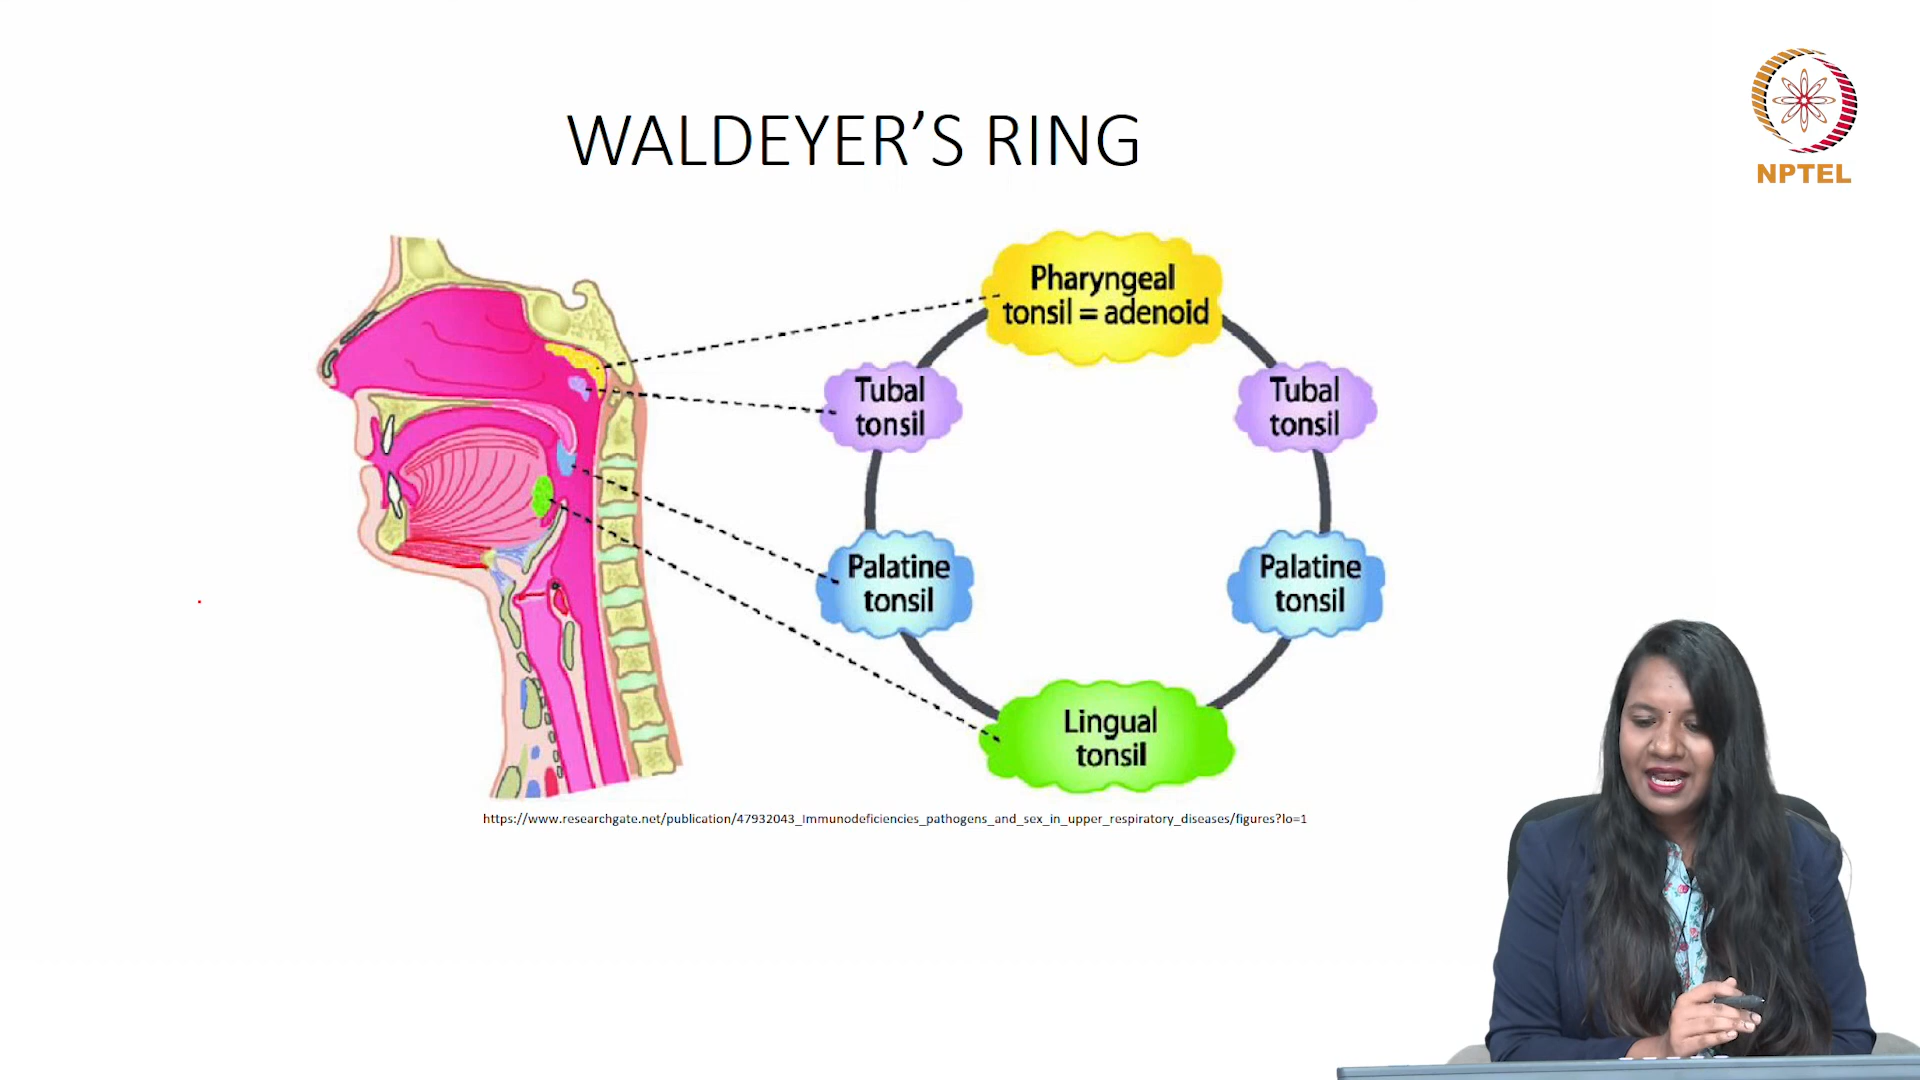 WALDEYER’S RING
NPTEL
Pharyngeal
tonsil = adenoid
Tubal
tonsil
Tubal
tonsil
Palatine
tonsil
Palatine
tonsil
Lingual
tonsil
https://www.researchgate.net/publication/47932043_Immunodeficiencies_pathogens_and_sex_in_upper_respiratory_diseases/figures?lo=1